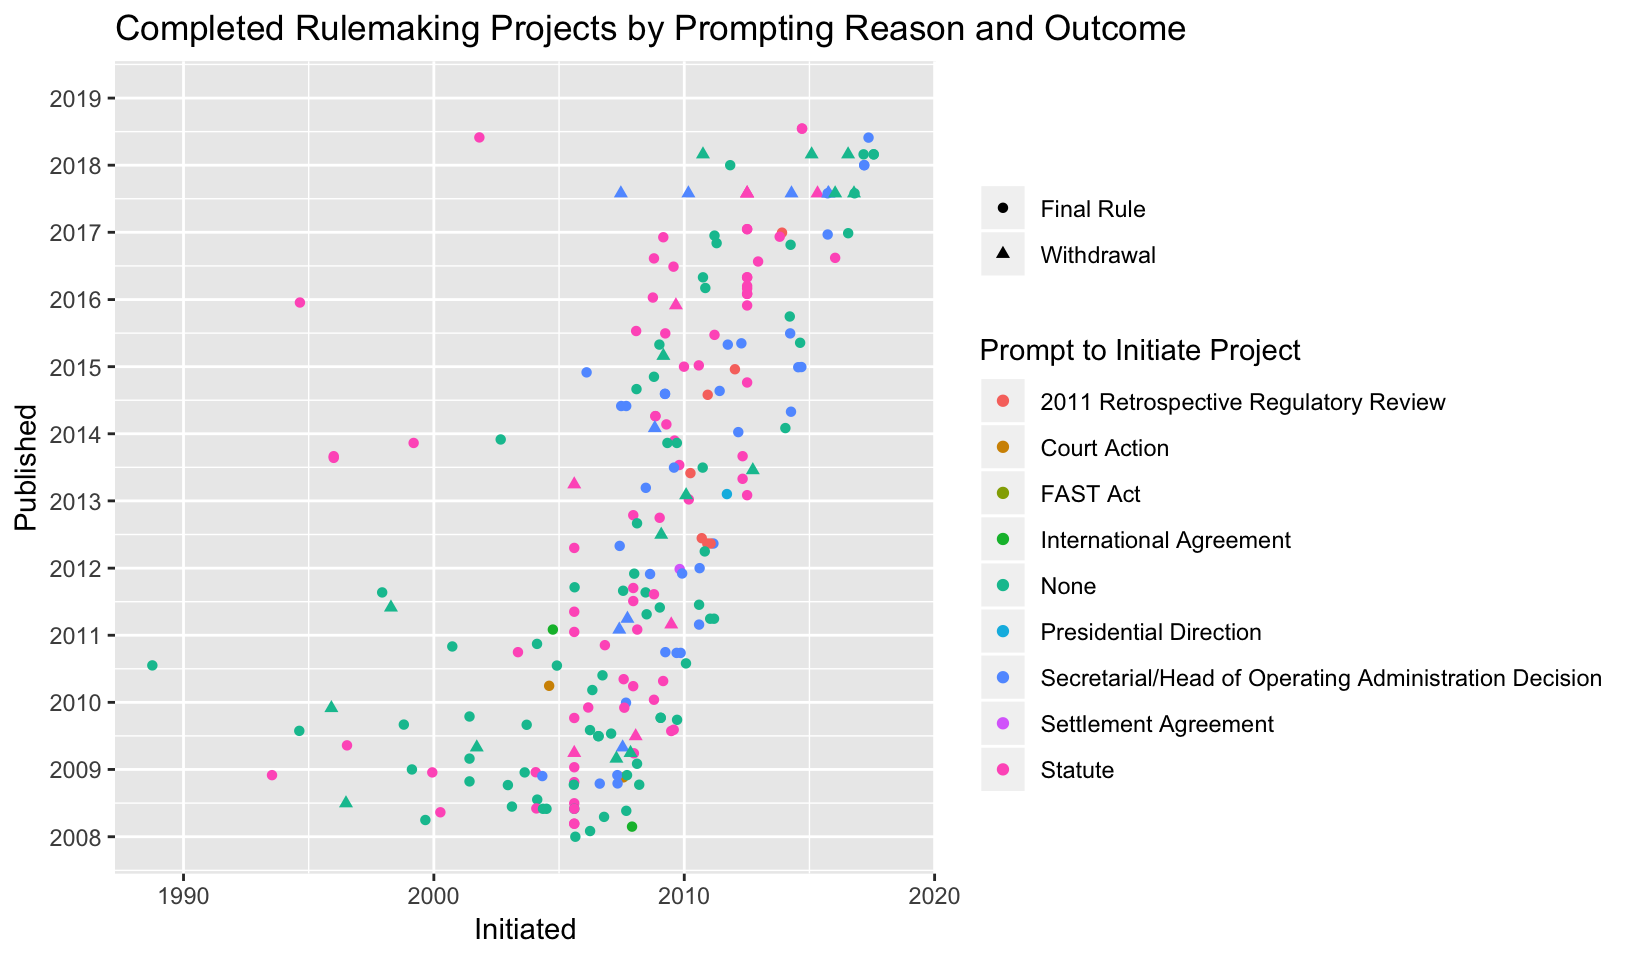 Completed Rulemaking Projects by Prompting Reason and Outcome
2019
2018
2017
2016
2015
2014
2013
2012
2011
2010
2009
2008
Published
1990
2000
2010
2020
Initiated
Final Rule
Withdrawal
Prompt to Initiate Project
2011 Retrospective Regulatory Review
Court Action
FAST Act
International Agreement
None
Presidential Direction
Secretarial/Head of Operating Administration Decision
Settlement Agreement
Statute